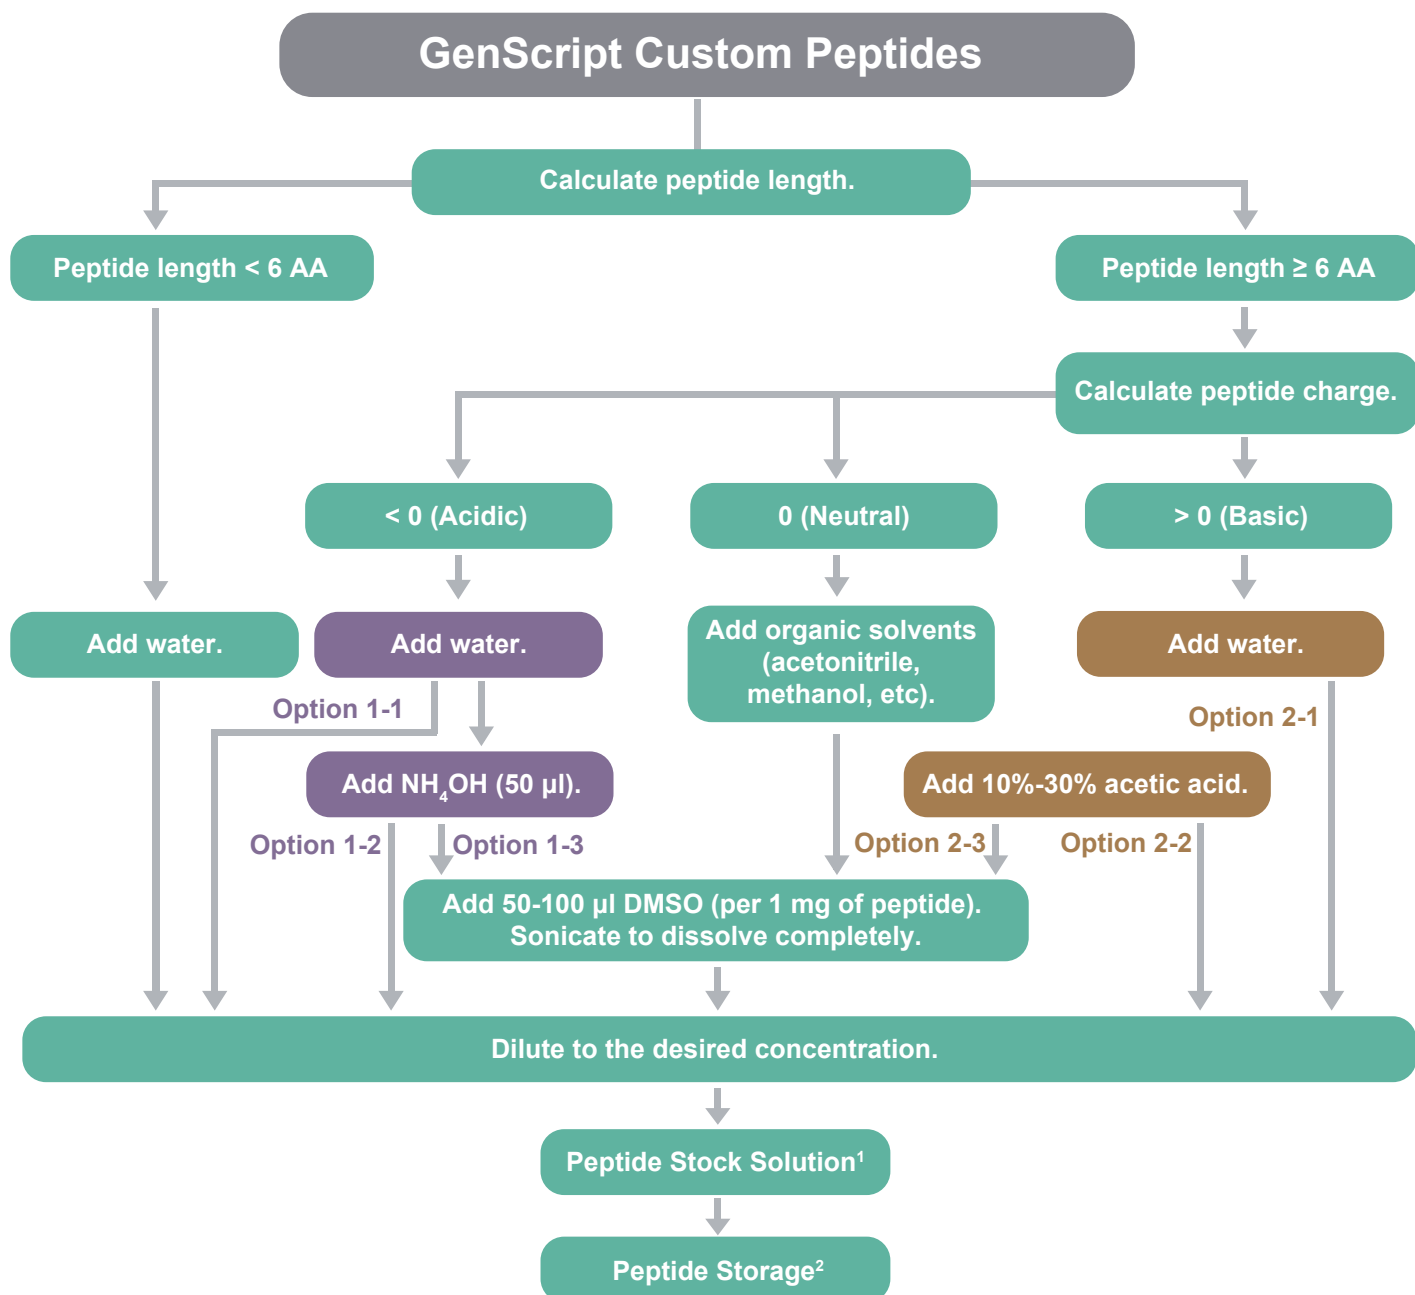 GenScript Custom Peptides
Calculate peptide length.
Peptide length < 6 AA
Peptide length ≥ 6 AA
Calculate peptide charge.
< 0 (Acidic)
0 (Neutral)
> 0 (Basic)
Add water.
Add water.
Add organic solvents
(acetonitrile,
methanol, etc).
Add water.
Option 1-1
Option 2-1
Add NH₄OH (50 µl).
Add 10%-30% acetic acid.
Option 1-2
Option 1-3
Option 2-3
Option 2-2
Add 50-100 µl DMSO (per 1 mg of peptide).
Sonicate to dissolve completely.
Dilute to the desired concentration.
Peptide Stock Solution¹
Peptide Storage²